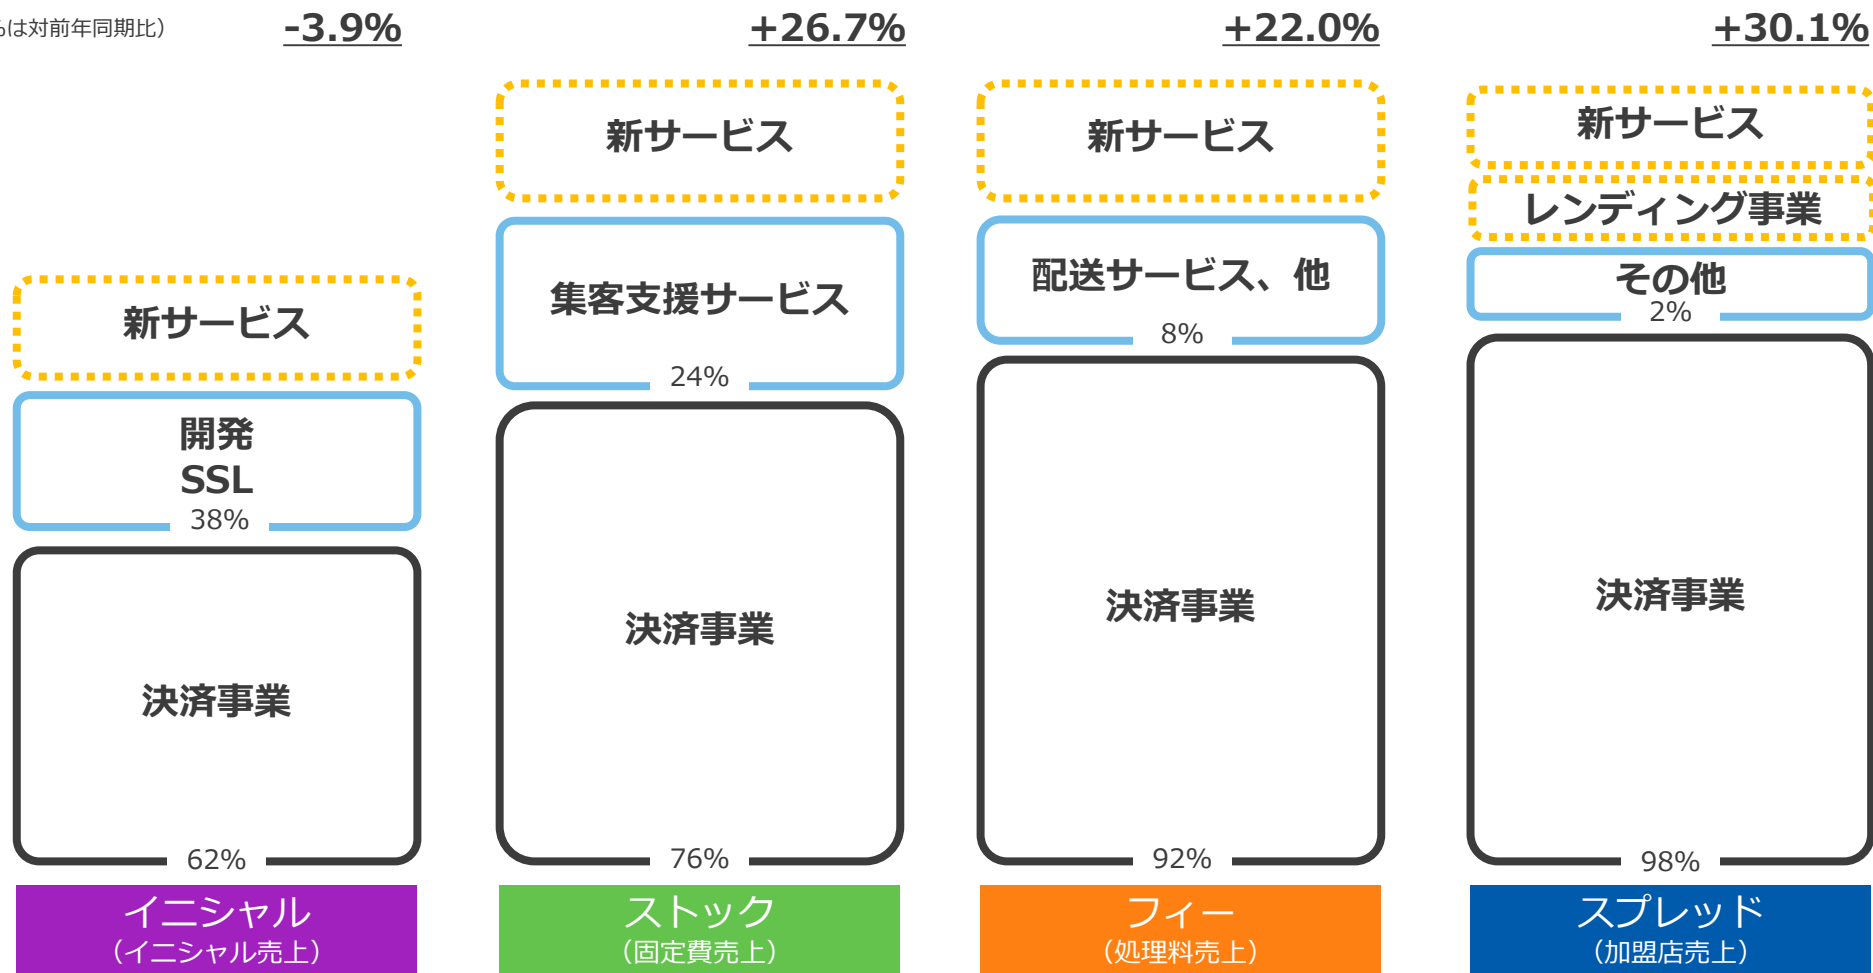 %は対前年同期比）
-3.9%
+26.7%
+22.0%
+30.1%
新サービス
開発
SSL
38%
決済事業
62%
イニシャル
（イニシャル売上）
新サービス
集客支援サービス
24%
決済事業
76%
ストック
（固定費売上）
新サービス
配送サービス、他
8%
決済事業
92%
フィー
（処理料売上）
新サービス
レンディング事業
その他
2%
決済事業
98%
スプレッド
（加盟店売上）